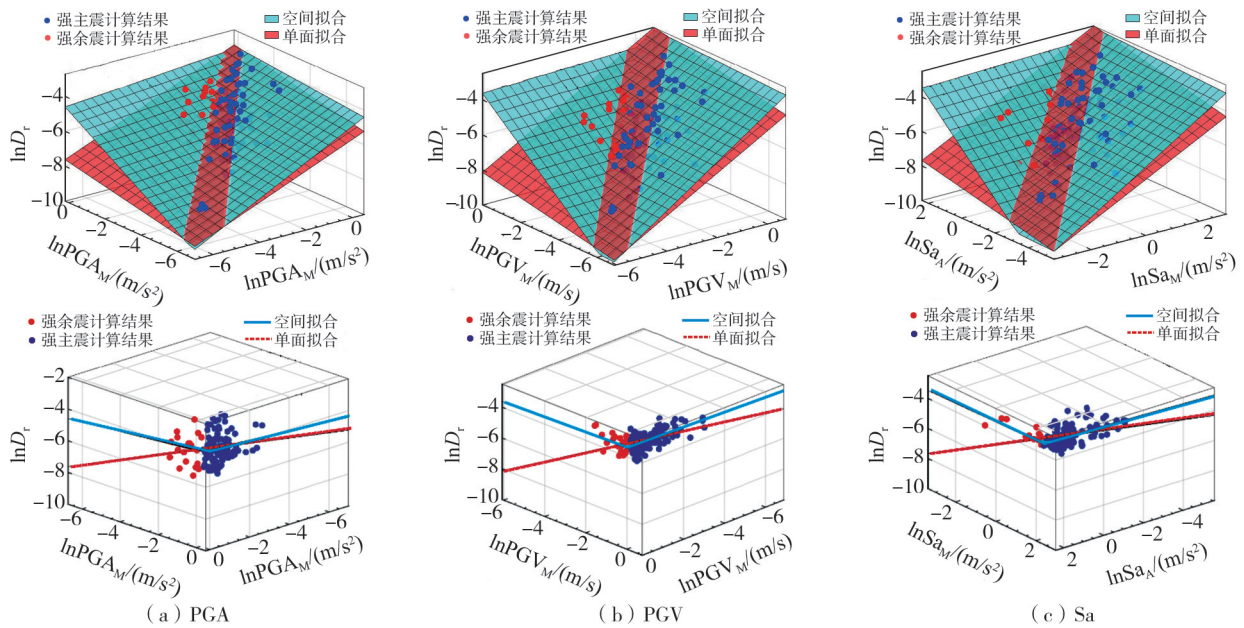 强主震计算结果 空间拟合
强余震计算结果 单面拟合
−4
−6
−8
−10
lnDr
0
−2
−4
−6
lnPGAM/(m/s²)
−6
−4
−2
0
lnPGAM/(m/s²)
强主震计算结果 空间拟合
强余震计算结果 单面拟合
−4
−6
−8
−10
lnDr
0
−2
−4
−6
lnPGVM/(m/s)
−6
−4
−2
0
lnPGVM/(m/s)
强主震计算结果 空间拟合
强余震计算结果 单面拟合
−4
−6
−8
−10
lnDr
2
0
−2
−4
lnSaA/(m/s²)
−2
0
2
lnSaM/(m/s²)
强余震计算结果 空间拟合
强主震计算结果 单面拟合
−2
−4
−6
−8
−10
lnDr
−6
−4
−2
0
lnPGAM/(m/s²)
0
−2
−4
−6
lnPGAM/(m/s²)
(a) PGA
强余震计算结果 空间拟合
强主震计算结果 单面拟合
−4
−6
−8
−10
lnDr
−6
−4
−2
0
lnPGVM/(m/s)
0
−2
−4
−6
lnPGVM/(m/s)
(b) PGV
强余震计算结果 空间拟合
强主震计算结果 单面拟合
−4
−6
−8
−10
lnDr
−2
0
2
lnSaM/(m/s²)
2
0
−2
−4
lnSaA/(m/s²)
(c) Sa